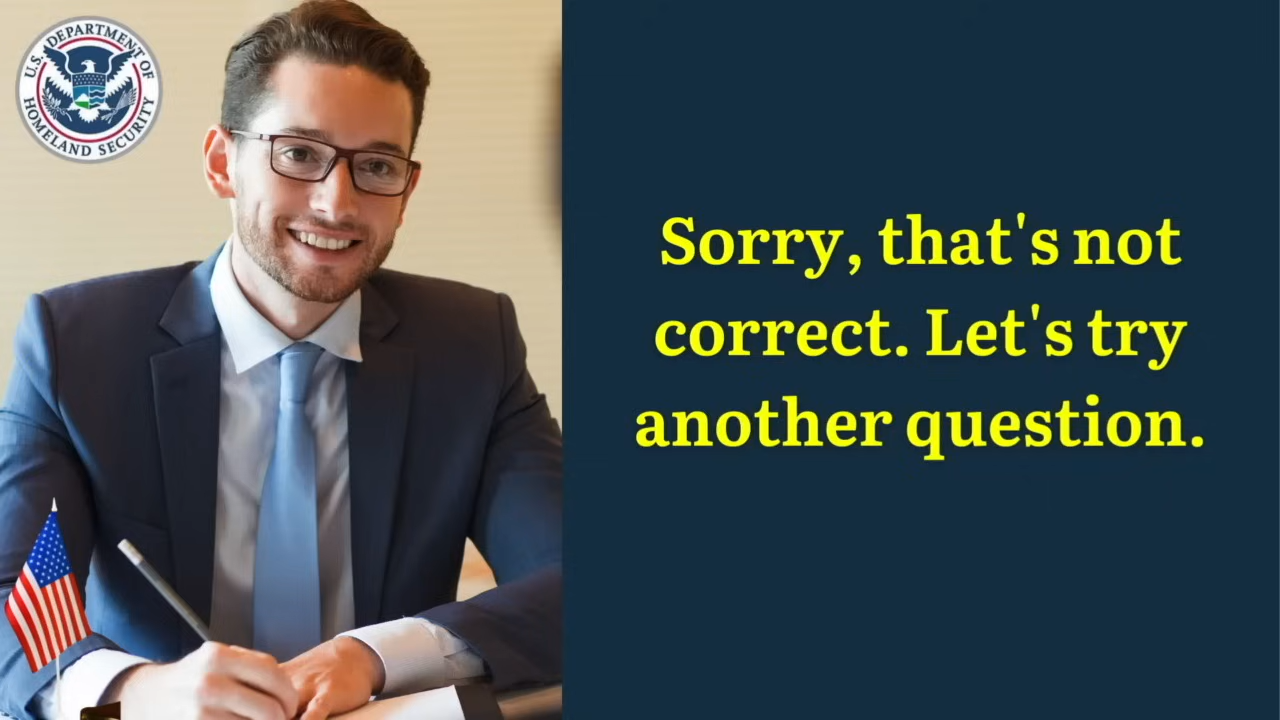 U.S. DEPARTMENT OF
HOMELAND SECURITY
Sorry, that's not
correct. Let's try
another question.